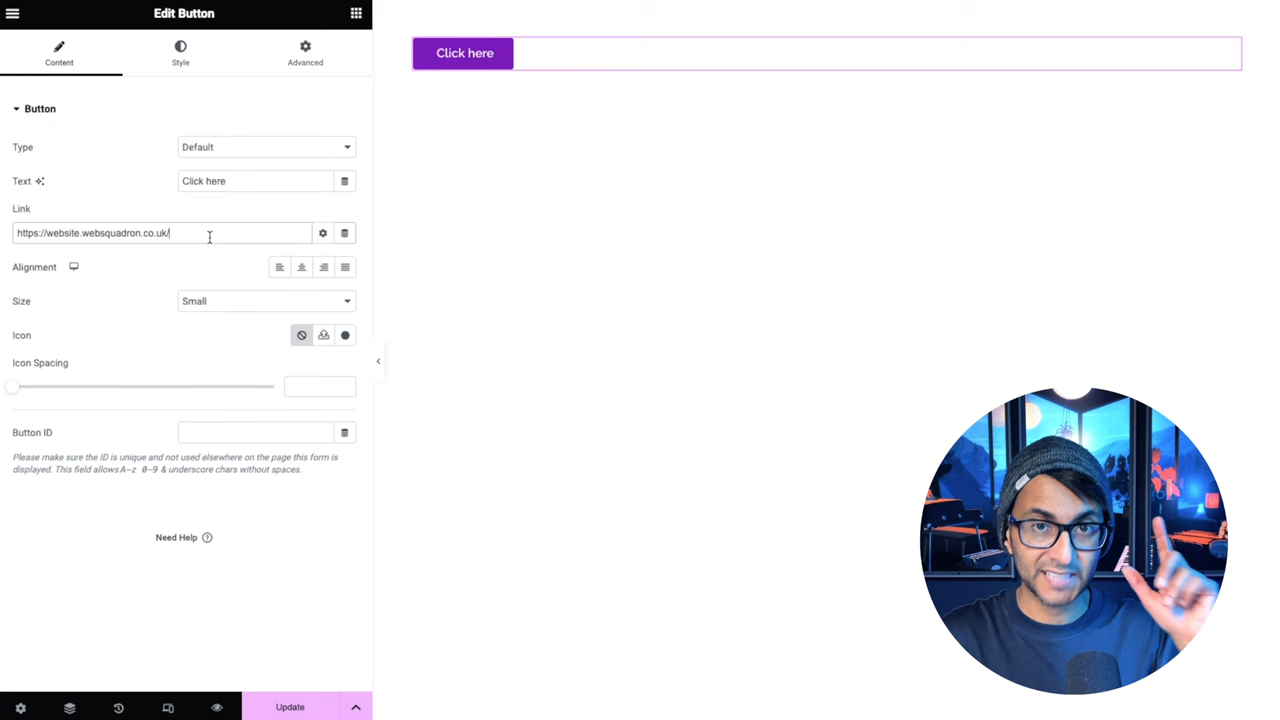 Edit Button
Content
Style
Advanced
Button
Type
Default
Text
Click here
Link
https://website.websquadron.co.uk/
Alignment
Size
Small
Icon
Icon Spacing
Button ID
Please make sure the ID is unique and not used elsewhere on the page this form is
displayed. This field allows A–z 0–9 & underscore chars without spaces.
Need Help
Update
Click here